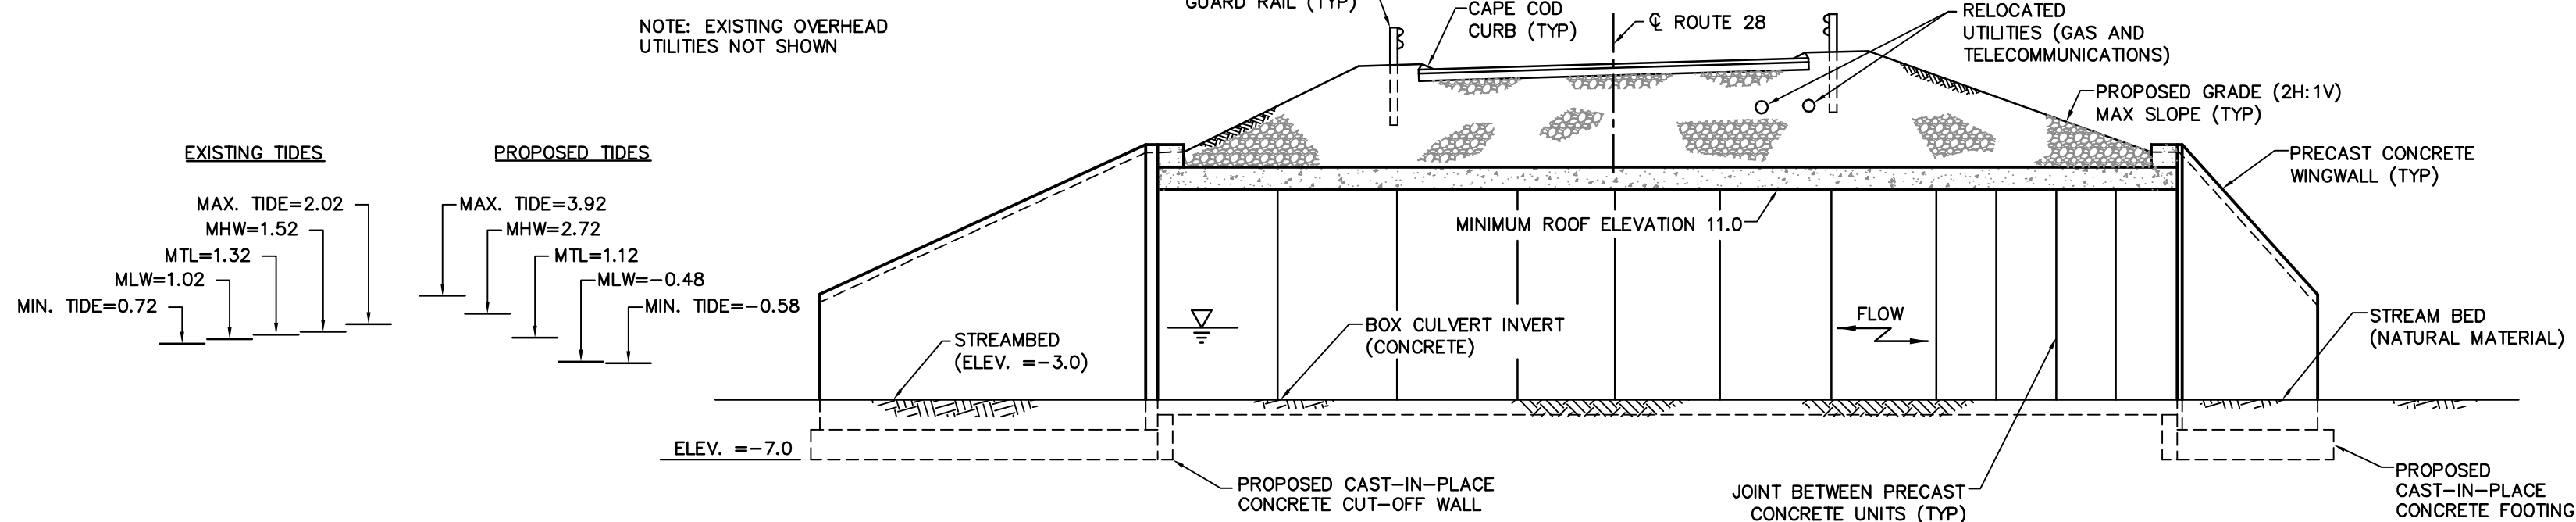 NOTE: EXISTING OVERHEAD
UTILITIES NOT SHOWN
GUARD RAIL (TYP)
CAPE COD
CURB (TYP)
℄ ROUTE 28
RELOCATED
UTILITIES (GAS AND
TELECOMMUNICATIONS)
PROPOSED GRADE (2H:1V)
MAX SLOPE (TYP)
PRECAST CONCRETE
WINGWALL (TYP)
EXISTING TIDES
MAX. TIDE=2.02
MHW=1.52
MTL=1.32
MLW=1.02
MIN. TIDE=0.72
PROPOSED TIDES
MAX. TIDE=3.92
MHW=2.72
MTL=1.12
MLW=-0.48
MIN. TIDE=-0.58
MINIMUM ROOF ELEVATION 11.0
STREAMBED
(ELEV. =-3.0)
BOX CULVERT INVERT
(CONCRETE)
FLOW
STREAM BED
(NATURAL MATERIAL)
ELEV. =-7.0
PROPOSED CAST-IN-PLACE
CONCRETE CUT-OFF WALL
JOINT BETWEEN PRECAST
CONCRETE UNITS (TYP)
PROPOSED
CAST-IN-PLACE
CONCRETE FOOTING